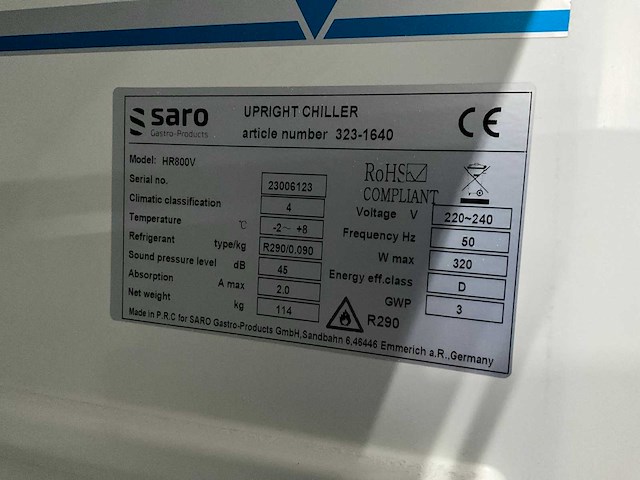 saro
Gastro-Products
UPRIGHT CHILLER
article number 323-1640
CE
Model: HR800V
Serial no. 23006123
Climatic classification 4
Temperature °C -2~ +8
Refrigerant type/kg R290/0.090
Sound pressure level dB 45
Absorption A max 2.0
Net weight kg 114
RoHS
COMPLIANT
Voltage V 220~240
Frequency Hz 50
W max 320
Energy eff.class D
GWP 3
R290
Made in P.R.C for SARO Gastro-Products GmbH,Sandbahn 6,46446 Emmerich a.R.,Germany